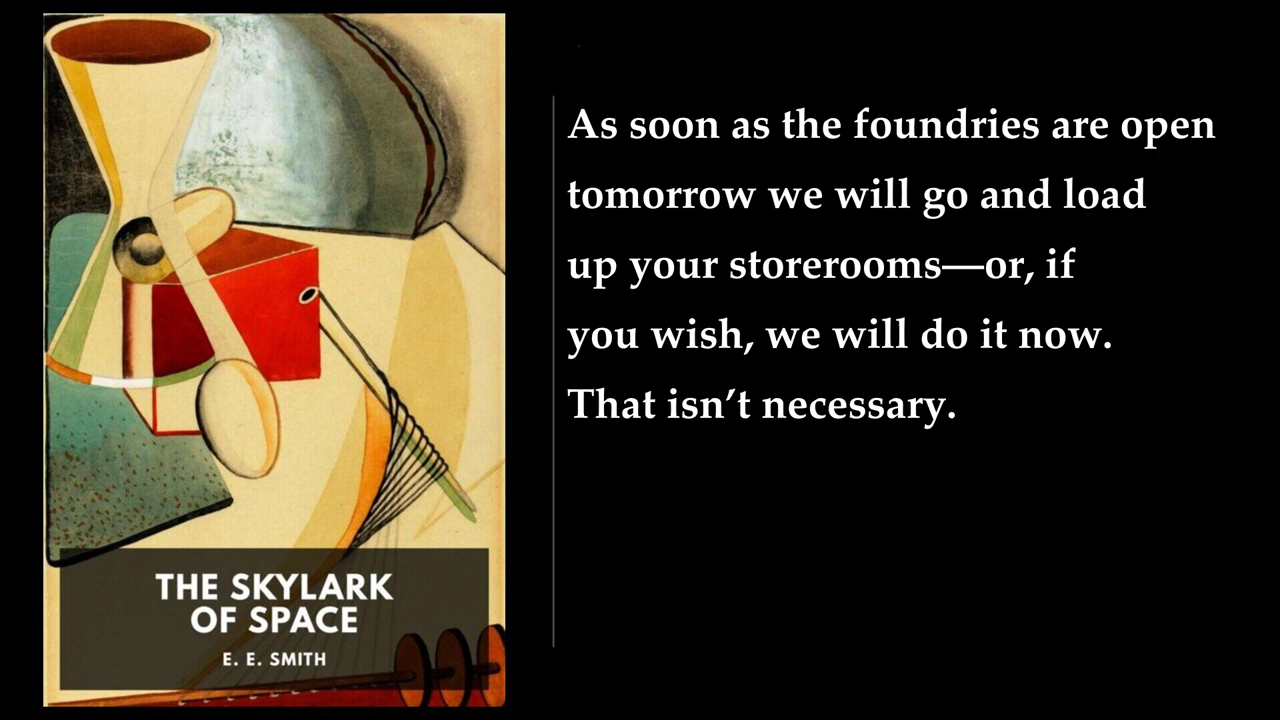 THE SKYLARK
OF SPACE
E. E. SMITH
As soon as the foundries are open
tomorrow we will go and load
up your storerooms—or, if
you wish, we will do it now.
That isn’t necessary.